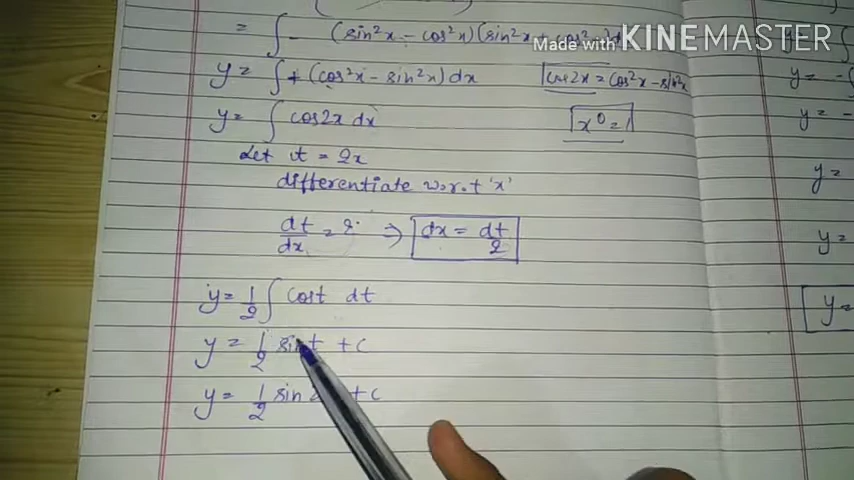 = ∫ - (sin²x - cos²x)(sin²x + cos²x)dx
Made with KINEMASTER
y = ∫ + (cos²x - sin²x) dx
cos2x = cos²x - sin²x
y = ∫ cos2x dx
x⁰ = 1
Let t = 2x
differentiate w.r.t 'x'
dt/dx = 2 ⇒ dx = dt/2
y = 1/2 ∫ cost dt
y = 1/2 sint + c
y = 1/2 sin + c
y = -
y = -
y =
y =
y =